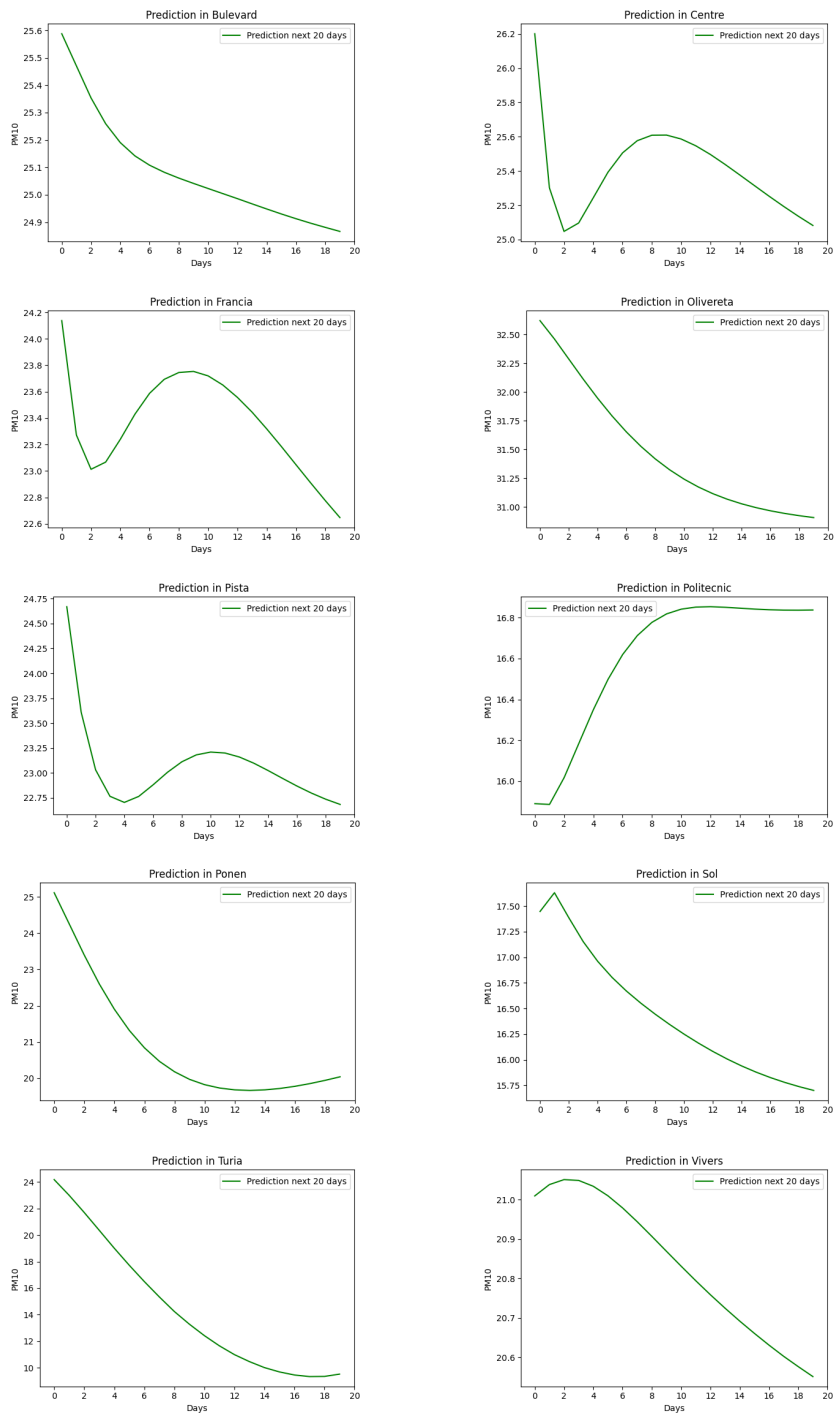 Prediction in Bulevard
Prediction next 20 days
25.6
25.5
25.4
25.3
25.2
25.1
25.0
24.9
PM10
0 2 4 6 8 10 12 14 16 18 20
Days
Prediction in Centre
Prediction next 20 days
26.2
26.0
25.8
25.6
25.4
25.2
25.0
PM10
0 2 4 6 8 10 12 14 16 18 20
Days
Prediction in Francia
Prediction next 20 days
24.2
24.0
23.8
23.6
23.4
23.2
23.0
22.8
22.6
PM10
0 2 4 6 8 10 12 14 16 18 20
Days
Prediction in Olivereta
Prediction next 20 days
32.50
32.25
32.00
31.75
31.50
31.25
31.00
PM10
0 2 4 6 8 10 12 14 16 18 20
Days
Prediction in Pista
Prediction next 20 days
24.75
24.50
24.25
24.00
23.75
23.50
23.25
23.00
22.75
PM10
0 2 4 6 8 10 12 14 16 18 20
Days
Prediction in Politecnic
Prediction next 20 days
16.8
16.6
16.4
16.2
16.0
PM10
0 2 4 6 8 10 12 14 16 18 20
Days
Prediction in Ponen
Prediction next 20 days
25
24
23
22
21
20
PM10
0 2 4 6 8 10 12 14 16 18 20
Days
Prediction in Sol
Prediction next 20 days
17.50
17.25
17.00
16.75
16.50
16.25
16.00
15.75
PM10
0 2 4 6 8 10 12 14 16 18 20
Days
Prediction in Turia
Prediction next 20 days
24
22
20
18
16
14
12
10
PM10
0 2 4 6 8 10 12 14 16 18 20
Days
Prediction in Vivers
Prediction next 20 days
21.0
20.9
20.8
20.7
20.6
PM10
0 2 4 6 8 10 12 14 16 18 20
Days